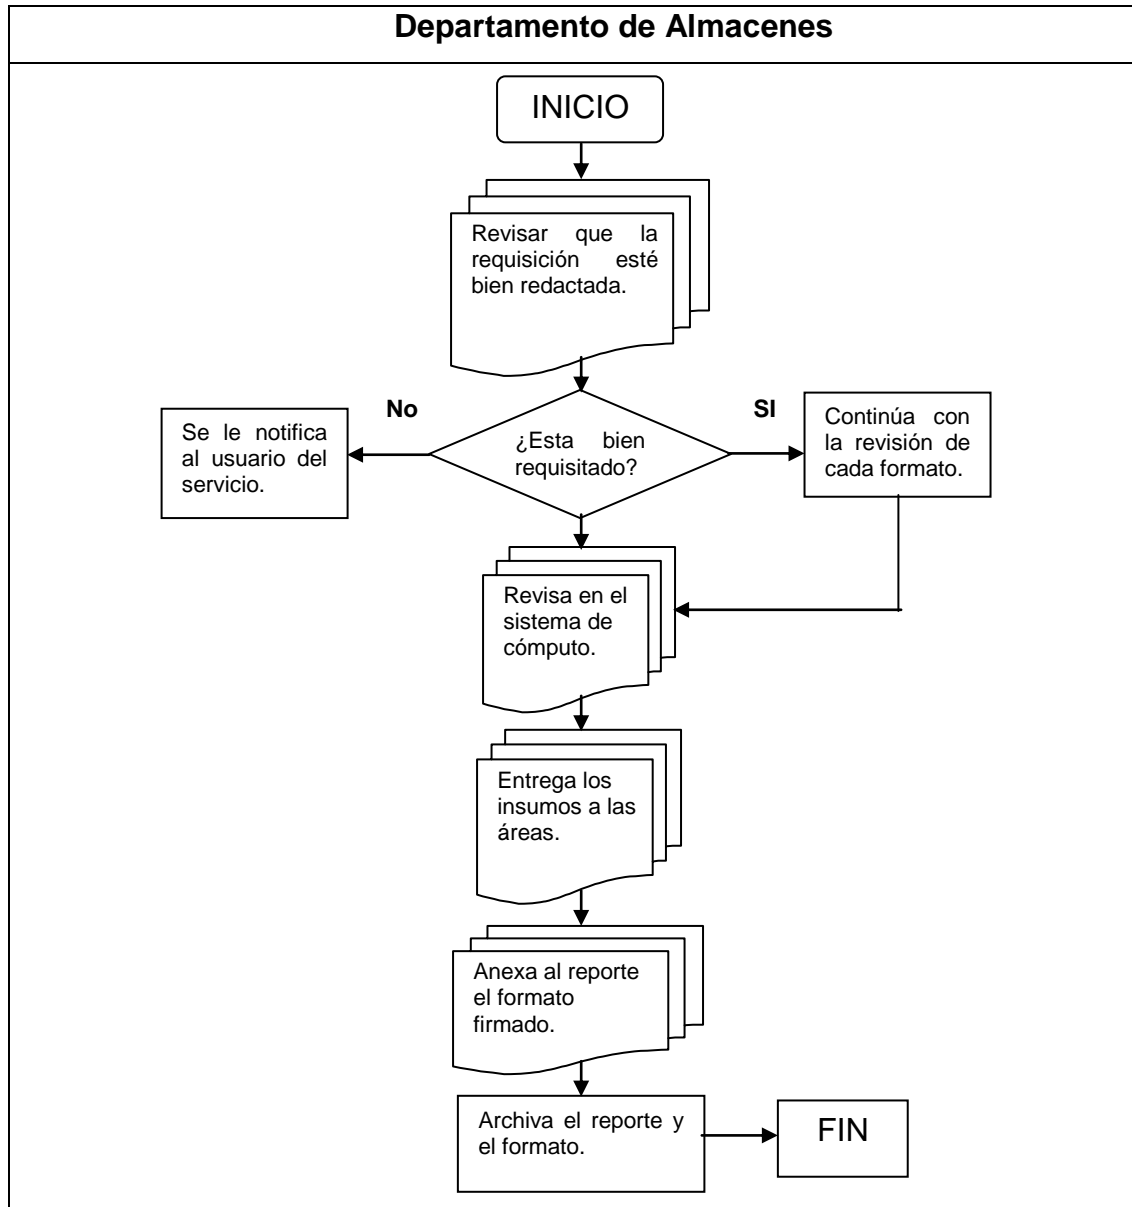 Departamento de Almacenes
INICIO
Revisar que la
requisición esté
bien redactada.
No
SI
Se le notifica
al usuario del
servicio.
¿Esta bien
requisitado?
Continúa con
la revisión de
cada formato.
Revisa en el
sistema de
cómputo.
Entrega los
insumos a las
áreas.
Anexa al reporte
el formato
firmado.
Archiva el reporte y
el formato.
FIN